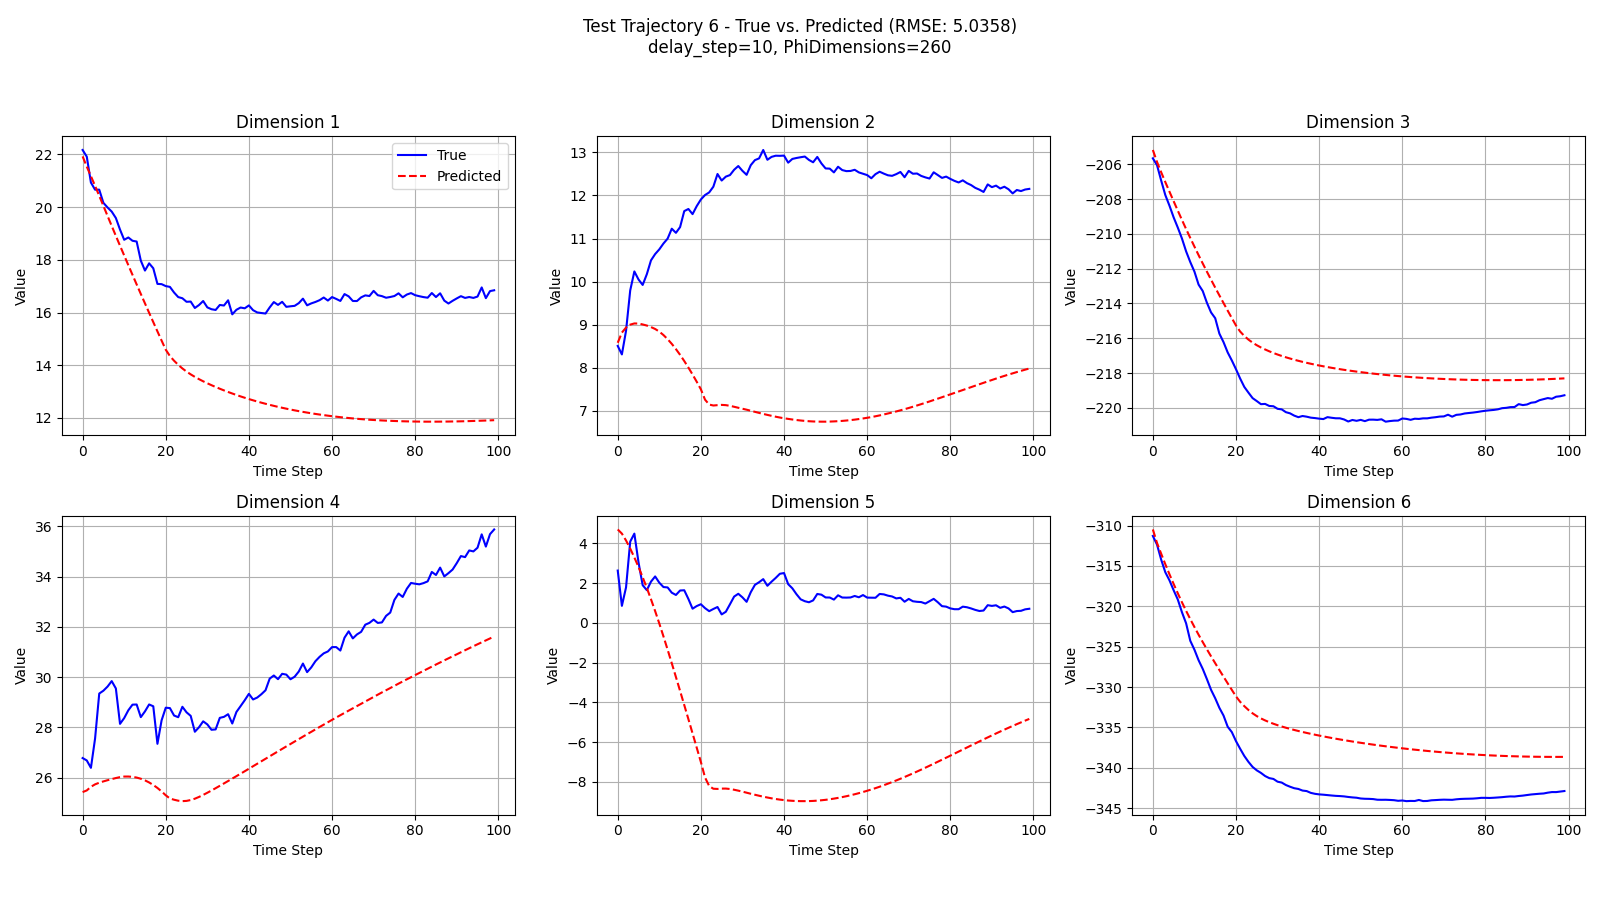 Test Trajectory 6 - True vs. Predicted (RMSE: 5.0358)
delay_step=10, PhiDimensions=260
Dimension 1
22
20
18
16
14
12
Value
0 20 40 60 80 100
Time Step
True
Predicted
Dimension 2
13
12
11
10
9
8
7
Value
0 20 40 60 80 100
Time Step
Dimension 3
−206
−208
−210
−212
−214
−216
−218
−220
Value
0 20 40 60 80 100
Time Step
Dimension 4
36
34
32
30
28
26
Value
0 20 40 60 80 100
Time Step
Dimension 5
4
2
0
−2
−4
−6
−8
Value
0 20 40 60 80 100
Time Step
Dimension 6
−310
−315
−320
−325
−330
−335
−340
−345
Value
0 20 40 60 80 100
Time Step